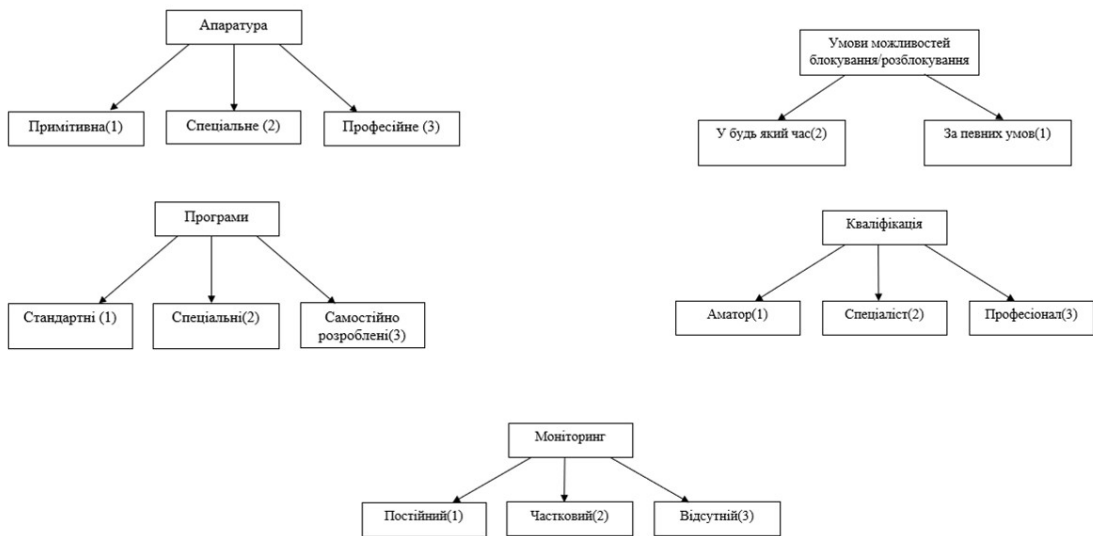 Апаратура
Примітивна(1)
Спеціальне (2)
Професійне (3)
Умови можливостей
блокування/розблокування
У будь який час(2)
За певних умов(1)
Програми
Стандартні (1)
Спеціальні(2)
Самостійно
розроблені(3)
Кваліфікація
Аматор(1)
Спеціаліст(2)
Професіонал(3)
Моніторинг
Постійний(1)
Частковий(2)
Відсутній(3)